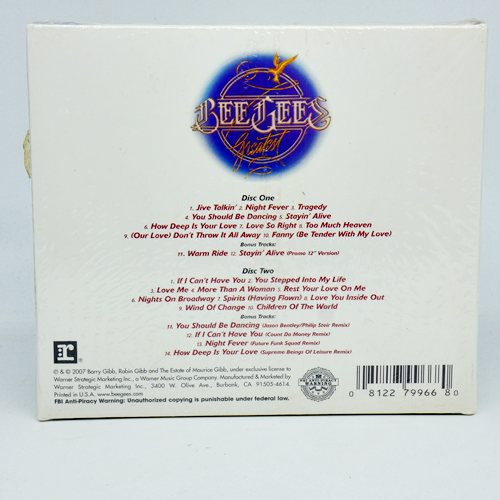 BEE GEES
Greatest
Disc One
1. Jive Talkin' 2. Night Fever 3. Tragedy
4. You Should Be Dancing 5. Stayin' Alive
6. How Deep Is Your Love 7. Love So Right 8. Too Much Heaven
9. (Our Love) Don't Throw It All Away 10. Fanny (Be Tender With My Love)
Bonus Tracks:
11. Warm Ride 12. Stayin' Alive (Promo 12" Version)
Disc Two
1. If I Can't Have You 2. You Stepped Into My Life
3. Love Me 4. More Than A Woman 5. Rest Your Love On Me
6. Nights On Broadway 7. Spirits (Having Flown) 8. Love You Inside Out
9. Wind Of Change 10. Children Of The World
Bonus Tracks:
11. You Should Be Dancing (Jason Bentley/Philip Steir Remix)
12. If I Can't Have You (Count Da Money Remix)
13. Night Fever (Future Funk Squad Remix)
14. How Deep Is Your Love (Supreme Beings Of Leisure Remix)
r
℗ & © 2007 Barry Gibb, Robin Gibb and The Estate of Maurice Gibb, under exclusive license to
Warner Strategic Marketing Inc., a Warner Music Group Company. Manufactured & Marketed by
Warner Strategic Marketing Inc., 3400 W. Olive Ave., Burbank, CA 91505-4614.
Printed in U.S.A. www.beegees.com
FBI Anti-Piracy Warning: Unauthorized copying is punishable under federal law.
FBI ANTI-PIRACY
WARNING
0 8122 79966 8 0